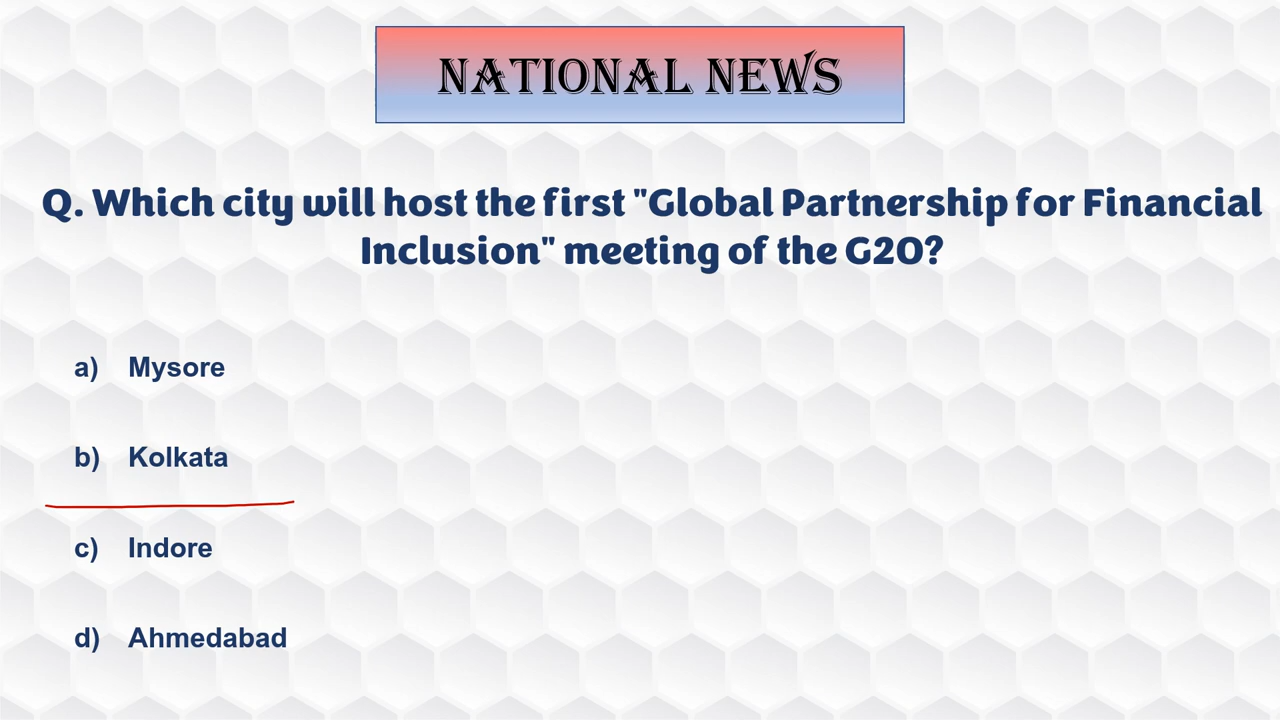 NATIONAL NEWS
Q. Which city will host the first "Global Partnership for Financial
Inclusion" meeting of the G20?
a) Mysore
b) Kolkata
c) Indore
d) Ahmedabad